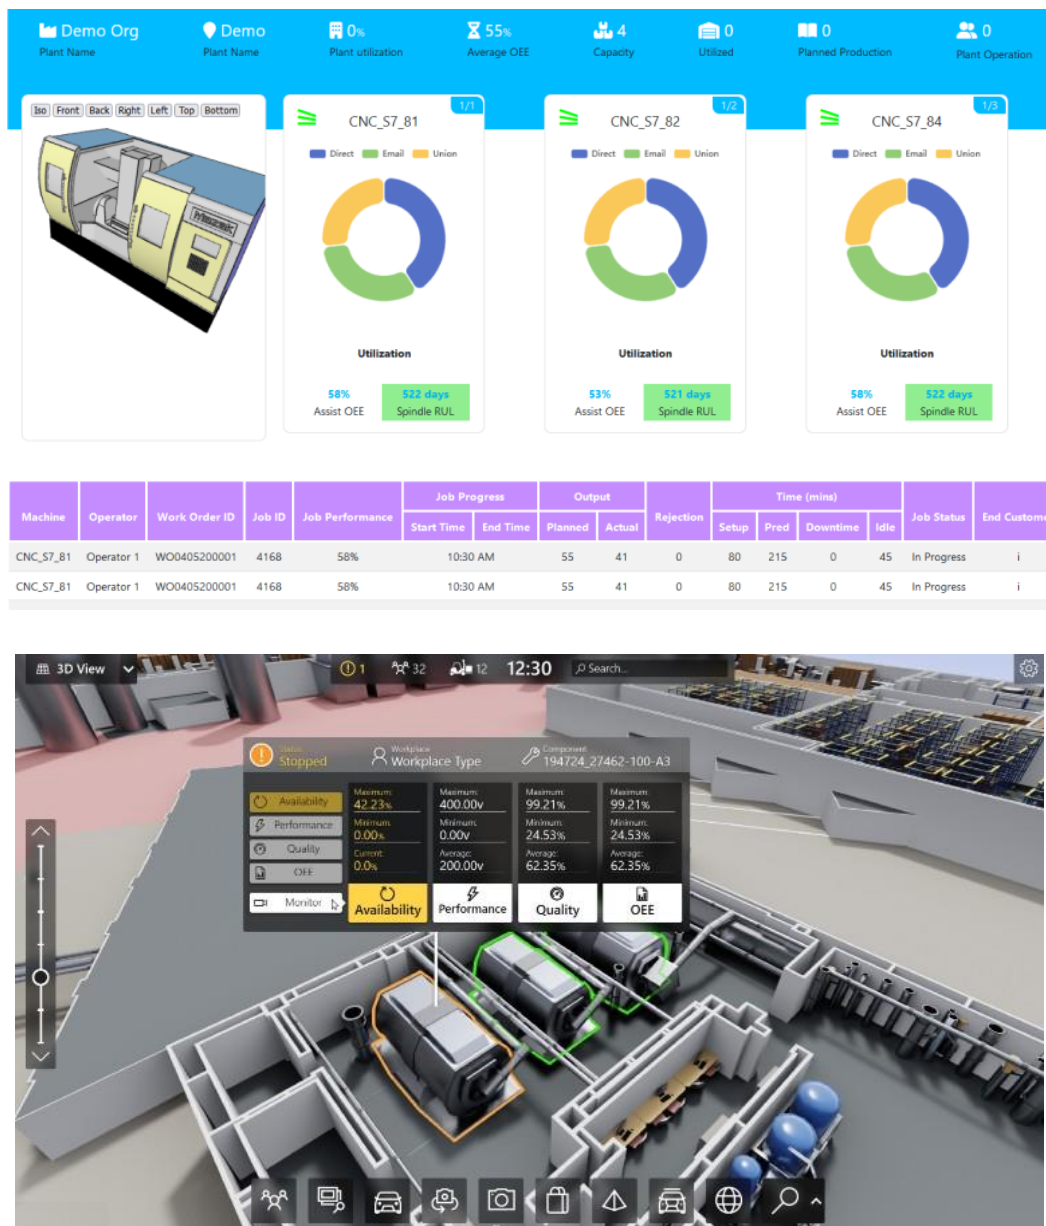 Demo Org Demo 0% 55% 4 0 0 0
Plant Name Plant Name Plant utilization Average OEE Capacity Utilized Planned Production Plant Operation
Iso Front Back Right Left Top Bottom
1/1
CNC_S7_81
Direct Email Union
Utilization
58% 522 days
Assist OEE Spindle RUL
1/2
CNC_S7_82
Direct Email Union
Utilization
53% 521 days
Assist OEE Spindle RUL
1/3
CNC_S7_84
Direct Email Union
Utilization
58% 522 days
Assist OEE Spindle RUL
Machine Operator Work Order ID Job ID Job Performance Job Progress Output Rejection Time (mins) Job Status End Custome
Start Time End Time Planned Actual Setup Pred Downtime Idle
CNC_S7_81 Operator 1 WO0405200001 4168 58% 10:30 AM 55 41 0 80 215 0 45 In Progress i
CNC_S7_81 Operator 1 WO0405200001 4168 58% 10:30 AM 55 41 0 80 215 0 45 In Progress i
3D View 1 32 12 12:30 Search...
Status Workplace Component
Stopped Workplace Type 194724_27462-100-A3
Availability
Performance
Quality
OEE
Monitor
Maximum: Maximum: Maximum: Maximum:
42.23% 400.00v 99.21% 99.21%
Minimum: Minimum: Minimum: Minimum:
0.00% 0.00v 24.53% 24.53%
Current: Average: Average: Average:
0.0% 200.00v 62.35% 62.35%
Availability Performance Quality OEE